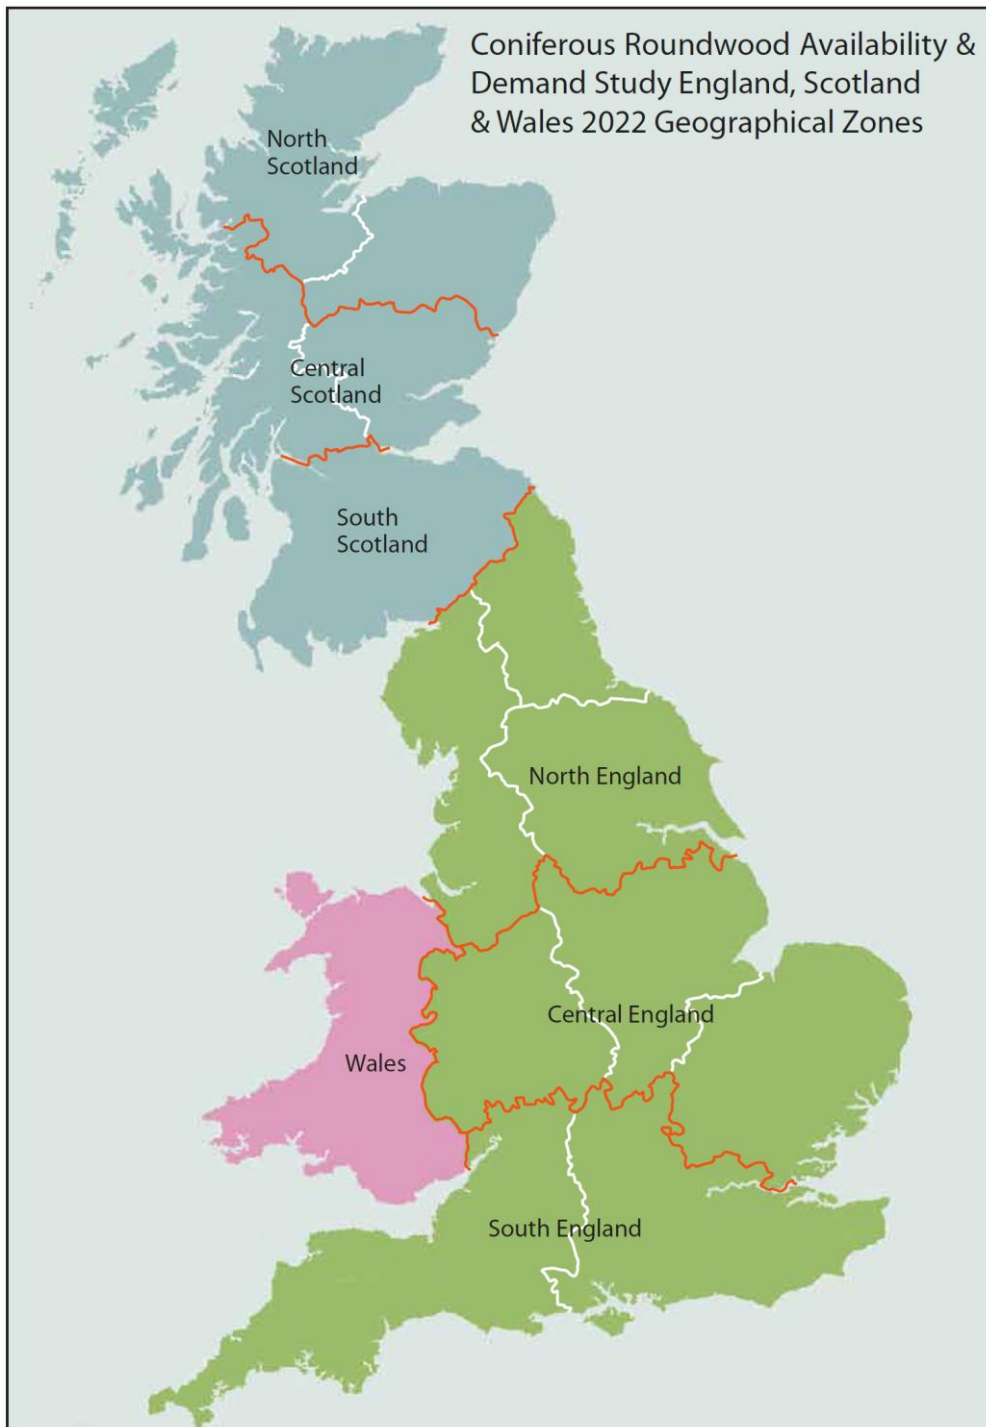 Coniferous Roundwood Availability &
Demand Study England, Scotland
& Wales 2022 Geographical Zones
North
Scotland
Central
Scotland
South
Scotland
North England
Central England
Wales
South England